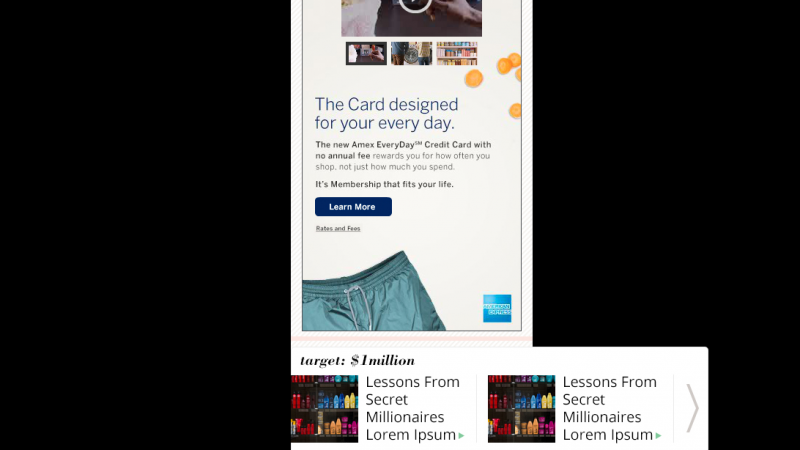 The Card designed
for your every day.
The new Amex EveryDay℠ Credit Card with
no annual fee rewards you for how often you
shop, not just how much you spend.
It's Membership that fits your life.
Learn More
Rates and Fees
AMERICAN
EXPRESS
target: $1million
Lessons From
Secret
Millionaires
Lorem Ipsum
Lessons From
Secret
Millionaires
Lorem Ipsum